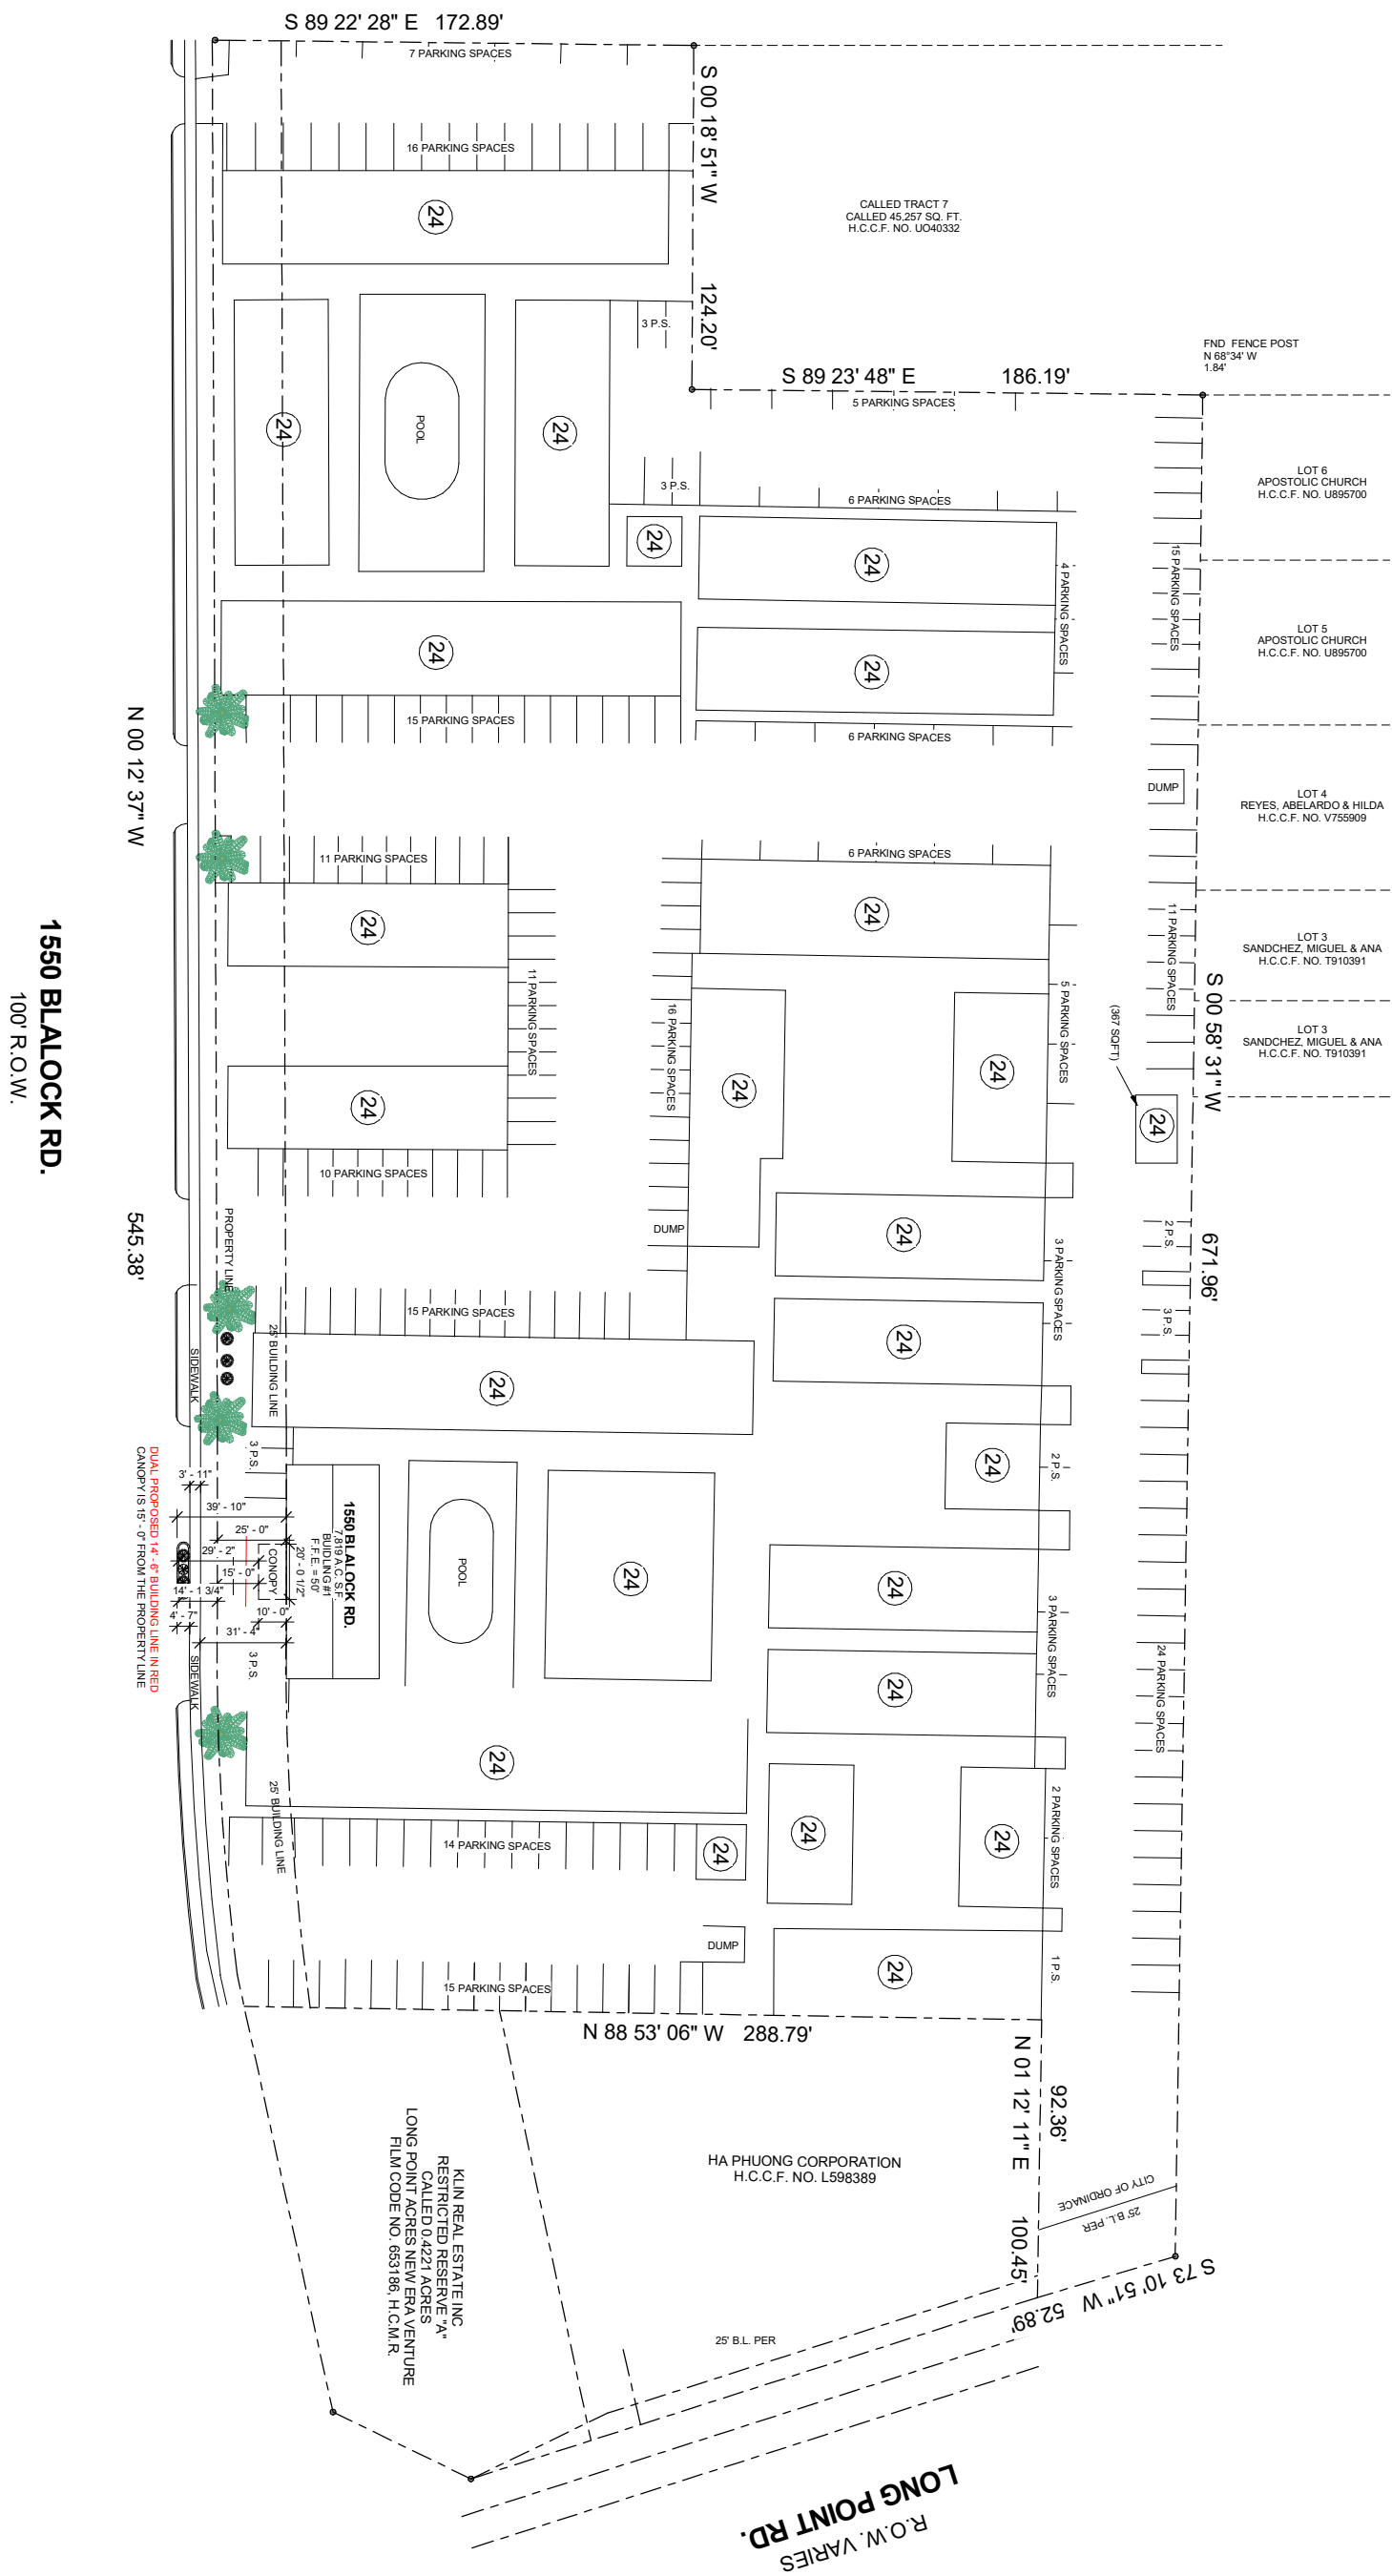 S 89 22' 28" E 172.89'
7 PARKING SPACES
S 00 18' 51" W 124.20'
16 PARKING SPACES
24
CALLED TRACT 7
CALLED 45,257 SQ. FT.
H.C.C.F. NO. UO40332
3 P.S.
FND FENCE POST
N 68°34' W
1.84'
S 89 23' 48" E 186.19'
5 PARKING SPACES
24
POOL
24
LOT 6
APOSTOLIC CHURCH
H.C.C.F. NO. U895700
3 P.S.
6 PARKING SPACES
24
24
4 PARKING SPACES
15 PARKING SPACES
LOT 5
APOSTOLIC CHURCH
H.C.C.F. NO. U895700
24
24
15 PARKING SPACES
6 PARKING SPACES
N 00 12' 37" W 545.38'
DUMP
LOT 4
REYES, ABELARDO & HILDA
H.C.C.F. NO. V755909
11 PARKING SPACES
6 PARKING SPACES
24
24
11 PARKING SPACES
LOT 3
SANDCHEZ, MIGUEL & ANA
H.C.C.F. NO. T910391
S 00 58' 31" W 671.96'
11 PARKING SPACES
16 PARKING SPACES
5 PARKING SPACES
LOT 3
SANDCHEZ, MIGUEL & ANA
H.C.C.F. NO. T910391
(367 SQFT)
1550 BLALOCK RD.
100' R.O.W.
24
24
24
24
10 PARKING SPACES
PROPERTY LINE
DUMP
24
3 PARKING SPACES
2 P.S.
3 P.S.
15 PARKING SPACES
24
25' BUILDING LINE
SIDEWALK
24
3 P.S.
24
2 P.S.
DUAL PROPOSED 14' - 6" BUILDING LINE IN RED
CANOPY IS 15' - 0" FROM THE PROPERTY LINE
3' - 11"
39' - 10"
25' - 0"
29' - 2"
15' - 0"
14' - 1 3/4"
4' - 7"
10' - 0"
31' - 4"
CANOPY
20' - 0 1/2"
1550 BLALOCK RD.
7,819 A.C. S.F.
BUIDLING #1
F.F.E. = 50'
POOL
24
24
3 PARKING SPACES
SIDEWALK
3 P.S.
24
24 PARKING SPACES
24
25' BUILDING LINE
14 PARKING SPACES
24
24
24
2 PARKING SPACES
DUMP
24
1 P.S.
15 PARKING SPACES
N 88 53' 06" W 288.79'
N 01 12' 11" E 100.45'
92.36'
HA PHUONG CORPORATION
H.C.C.F. NO. L598389
KLIN REAL ESTATE INC
RESTRICTED RESERVE "A"
CALLED 0.4221 ACRES
LONG POINT ACRES NEW ERA VENTURE
FILM CODE NO. 653186, H.C.M.R.
25' B.L. PER
CITY OF ORDINACE
S 73 10' 51" W 52.89'
25' B.L. PER
LONG POINT RD.
R.O.W. VARIES